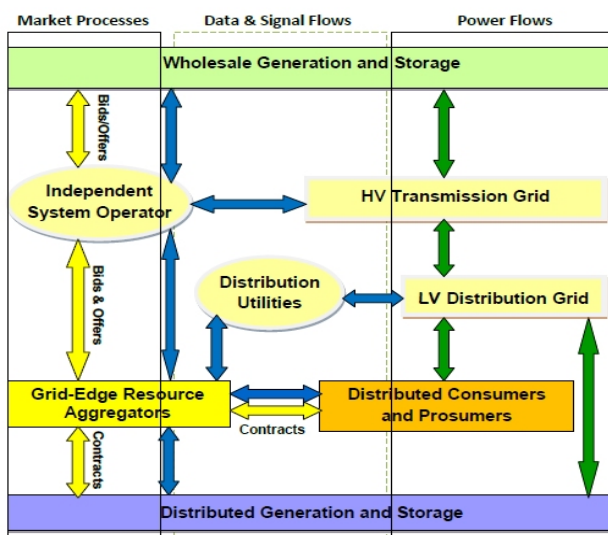 Market Processes
Data & Signal Flows
Power Flows
Wholesale Generation and Storage
Bids/Offers
Independent
System Operator
HV Transmission Grid
Bids & Offers
Distribution
Utilities
LV Distribution Grid
Grid-Edge Resource
Aggregators
Distributed Consumers
and Prosumers
Contracts
Contracts
Distributed Generation and Storage